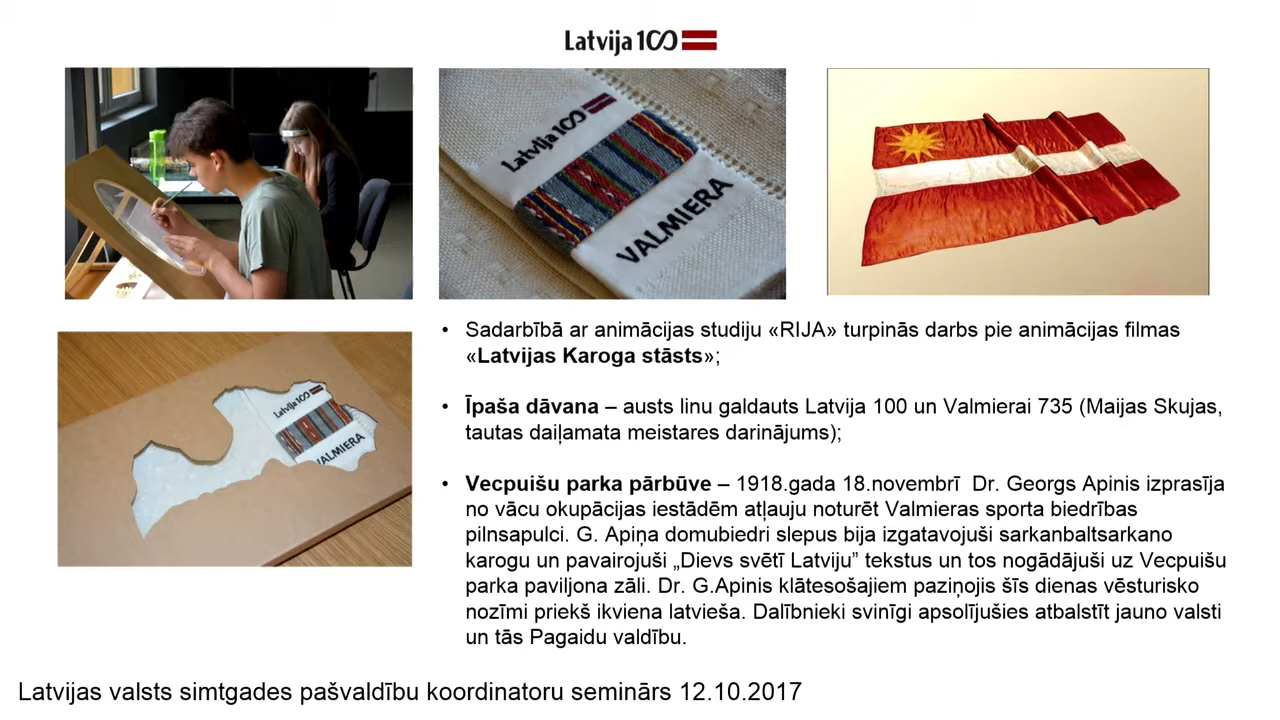 Latvija 100
Latvija 100
VALMIERA
Latvija 100
VALMIERA
• Sadarbībā ar animācijas studiju «RIJA» turpinās darbs pie animācijas filmas
«Latvijas Karoga stāsts»;
• Īpaša dāvana – austs linu galdauts Latvija 100 un Valmierai 735 (Maijas Skujas,
tautas daiļamata meistares darinājums);
• Vecpuišu parka pārbūve – 1918.gada 18.novembrī Dr. Georgs Apinis izprasīja
no vācu okupācijas iestādēm atļauju noturēt Valmieras sporta biedrības
pilnsapulci. G. Apiņa domubiedri slepus bija izgatavojuši sarkanbaltsarkano
karogu un pavairojuši „Dievs svētī Latviju” tekstus un tos nogādājuši uz Vecpuišu
parka paviljona zāli. Dr. G.Apinis klātesošajiem paziņojis šīs dienas vēsturisko
nozīmi priekš ikviena latvieša. Dalībnieki svinīgi apsolījušies atbalstīt jauno valsti
un tās Pagaidu valdību.
Latvijas valsts simtgades pašvaldību koordinatoru seminārs 12.10.2017